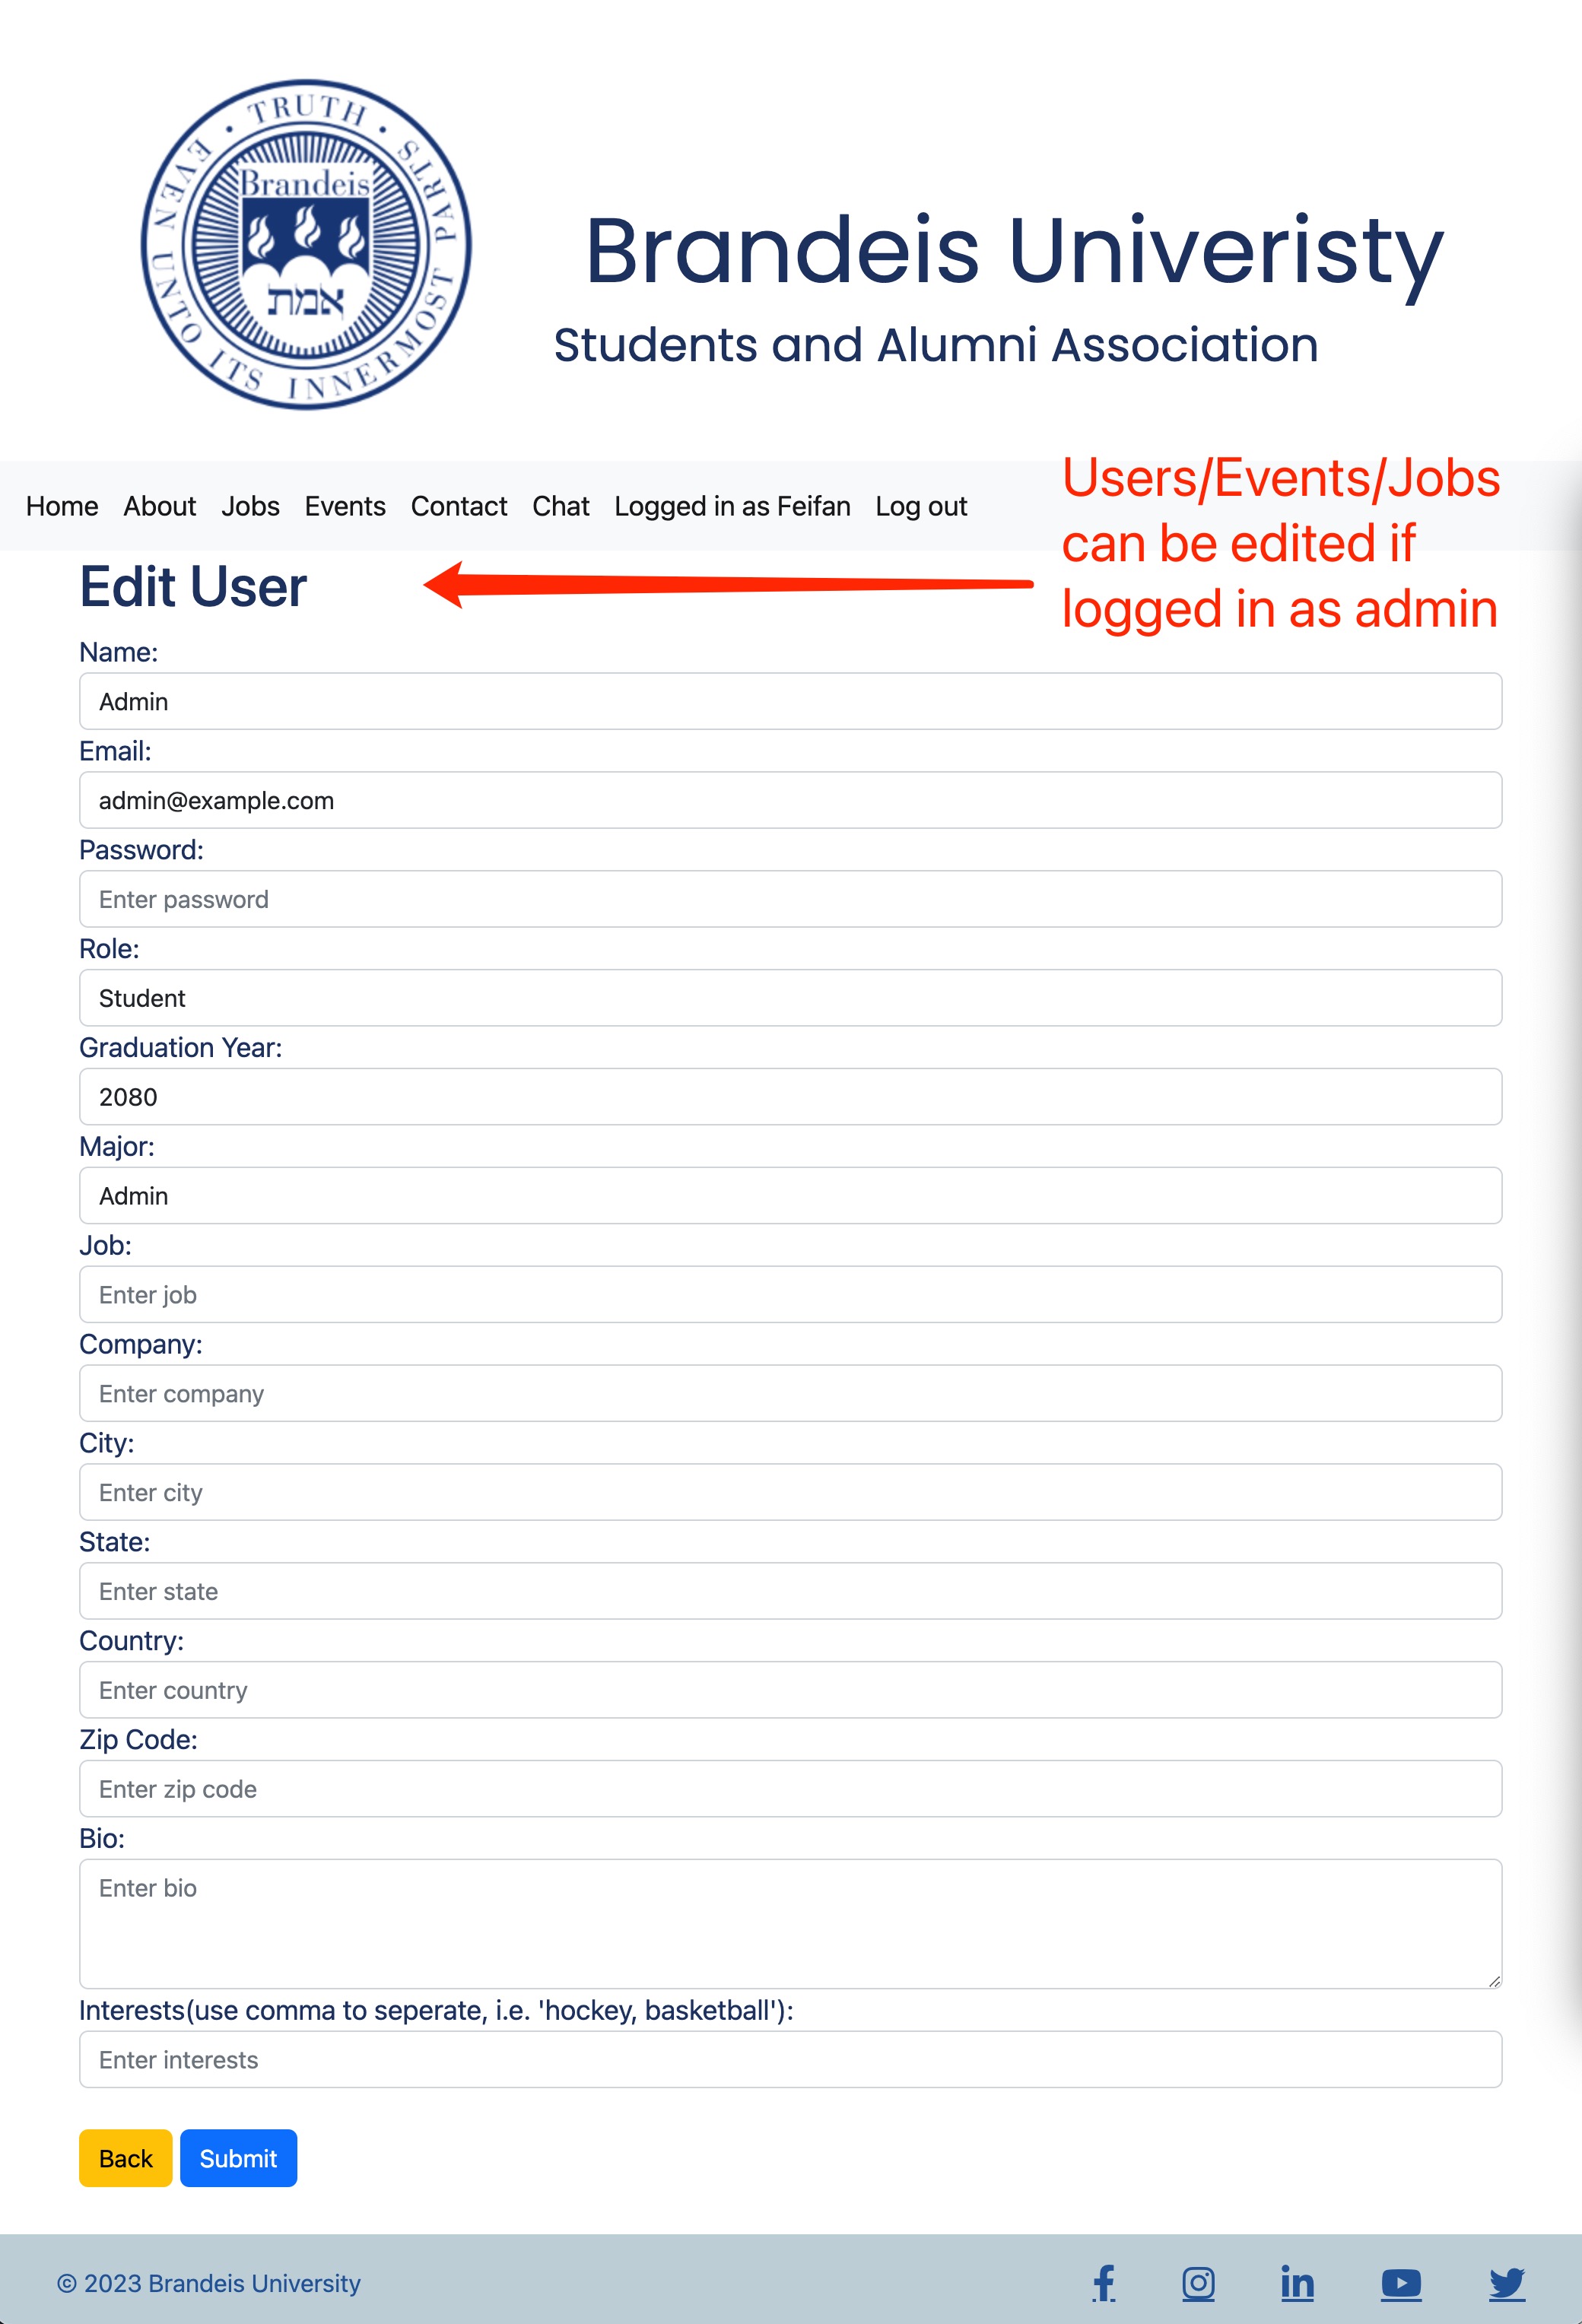 TRUTH • EVEN UNTO ITS INNERMOST PARTS •
Brandeis
אמת
Brandeis Univeristy
Students and Alumni Association
Home About Jobs Events Contact Chat Logged in as Feifan Log out
Users/Events/Jobs
can be edited if
logged in as admin
Edit User
Name:
Admin
Email:
admin@example.com
Password:
Enter password
Role:
Student
Graduation Year:
2080
Major:
Admin
Job:
Enter job
Company:
Enter company
City:
Enter city
State:
Enter state
Country:
Enter country
Zip Code:
Enter zip code
Bio:
Enter bio
Interests(use comma to seperate, i.e. 'hockey, basketball'):
Enter interests
Back Submit
© 2023 Brandeis University